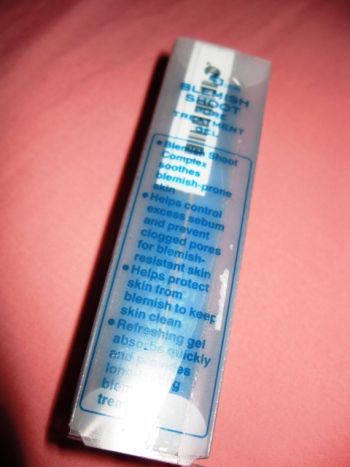 BLEMISH
SHOOT
PORE
TREATMENT
GEL
• Blemish Shoot
Complex
soothes
blemish-prone
skin
• Helps control
excess sebum
and prevent
clogged pores
for blemish-
resistant skin
• Helps protect
skin from
blemish to keep
skin clean
• Refreshing gel
absorbs quickly
and